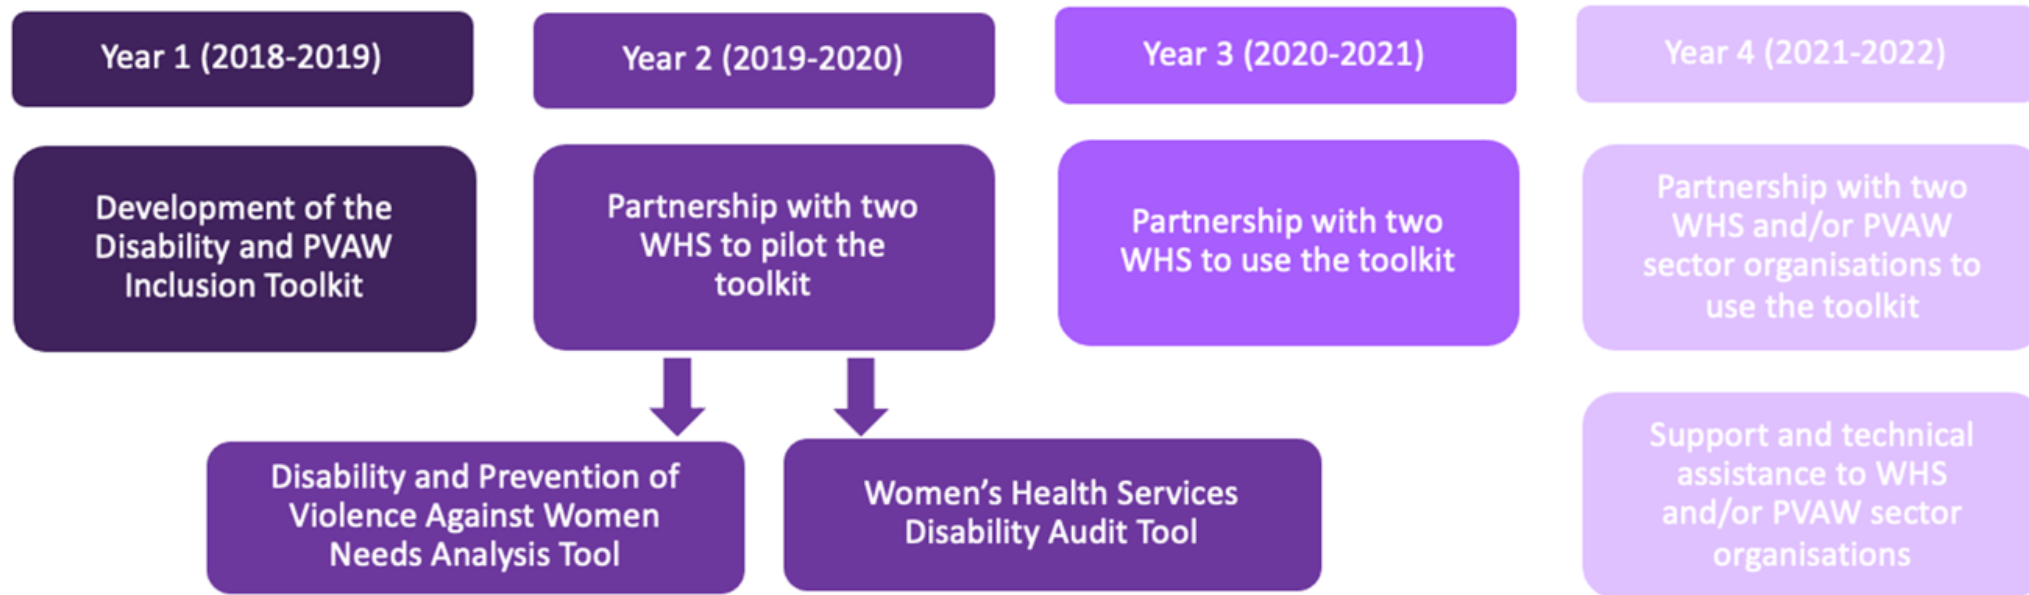 Year 1 (2018-2019)
Year 2 (2019-2020)
Year 3 (2020-2021)
Year 4 (2021-2022)
Development of the
Disability and PVAW
Inclusion Toolkit
Partnership with two
WHS to pilot the
toolkit
Partnership with two
WHS to use the toolkit
Partnership with two
WHS and/or PVAW
sector organisations to
use the toolkit
Disability and Prevention of
Violence Against Women
Needs Analysis Tool
Women’s Health Services
Disability Audit Tool
Support and technical
assistance to WHS
and/or PVAW sector
organisations